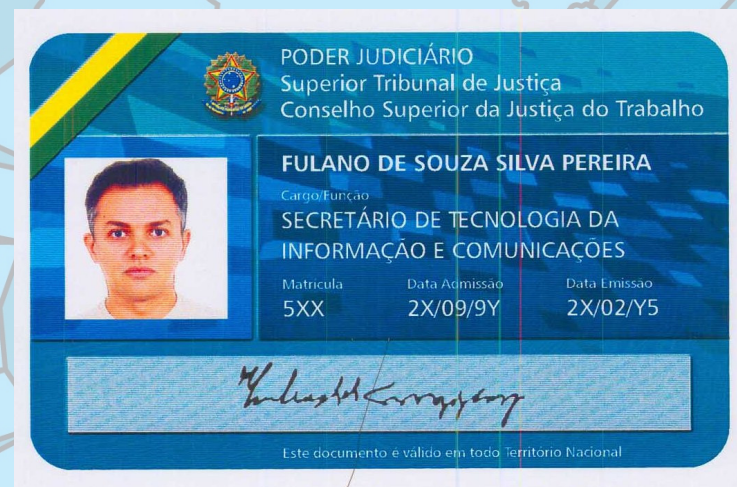 PODER JUDICIÁRIO
Superior Tribunal de Justiça
Conselho Superior da Justiça do Trabalho
FULANO DE SOUZA SILVA PEREIRA
Cargo/Função
SECRETÁRIO DE TECNOLOGIA DA
INFORMAÇÃO E COMUNICAÇÕES
Matrícula Data Admissão Data Emissão
5XX 2X/09/9Y 2X/02/Y5
Este documento é válido em todo Território Nacional